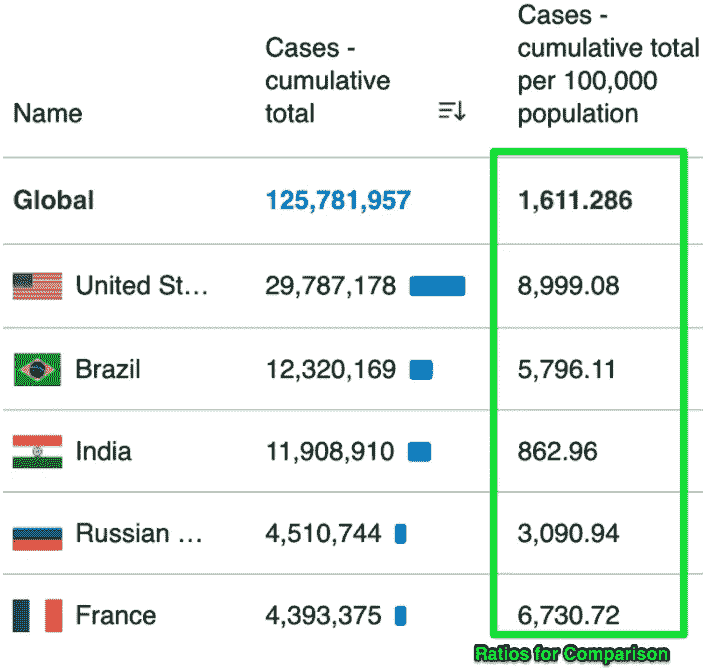 Name
Cases -
cumulative
total
Cases -
cumulative total
per 100,000
population
Global 125,781,957 1,611.286
United St... 29,787,178 8,999.08
Brazil 12,320,169 5,796.11
India 11,908,910 862.96
Russian ... 4,510,744 3,090.94
France 4,393,375 6,730.72
Ratios for Comparison